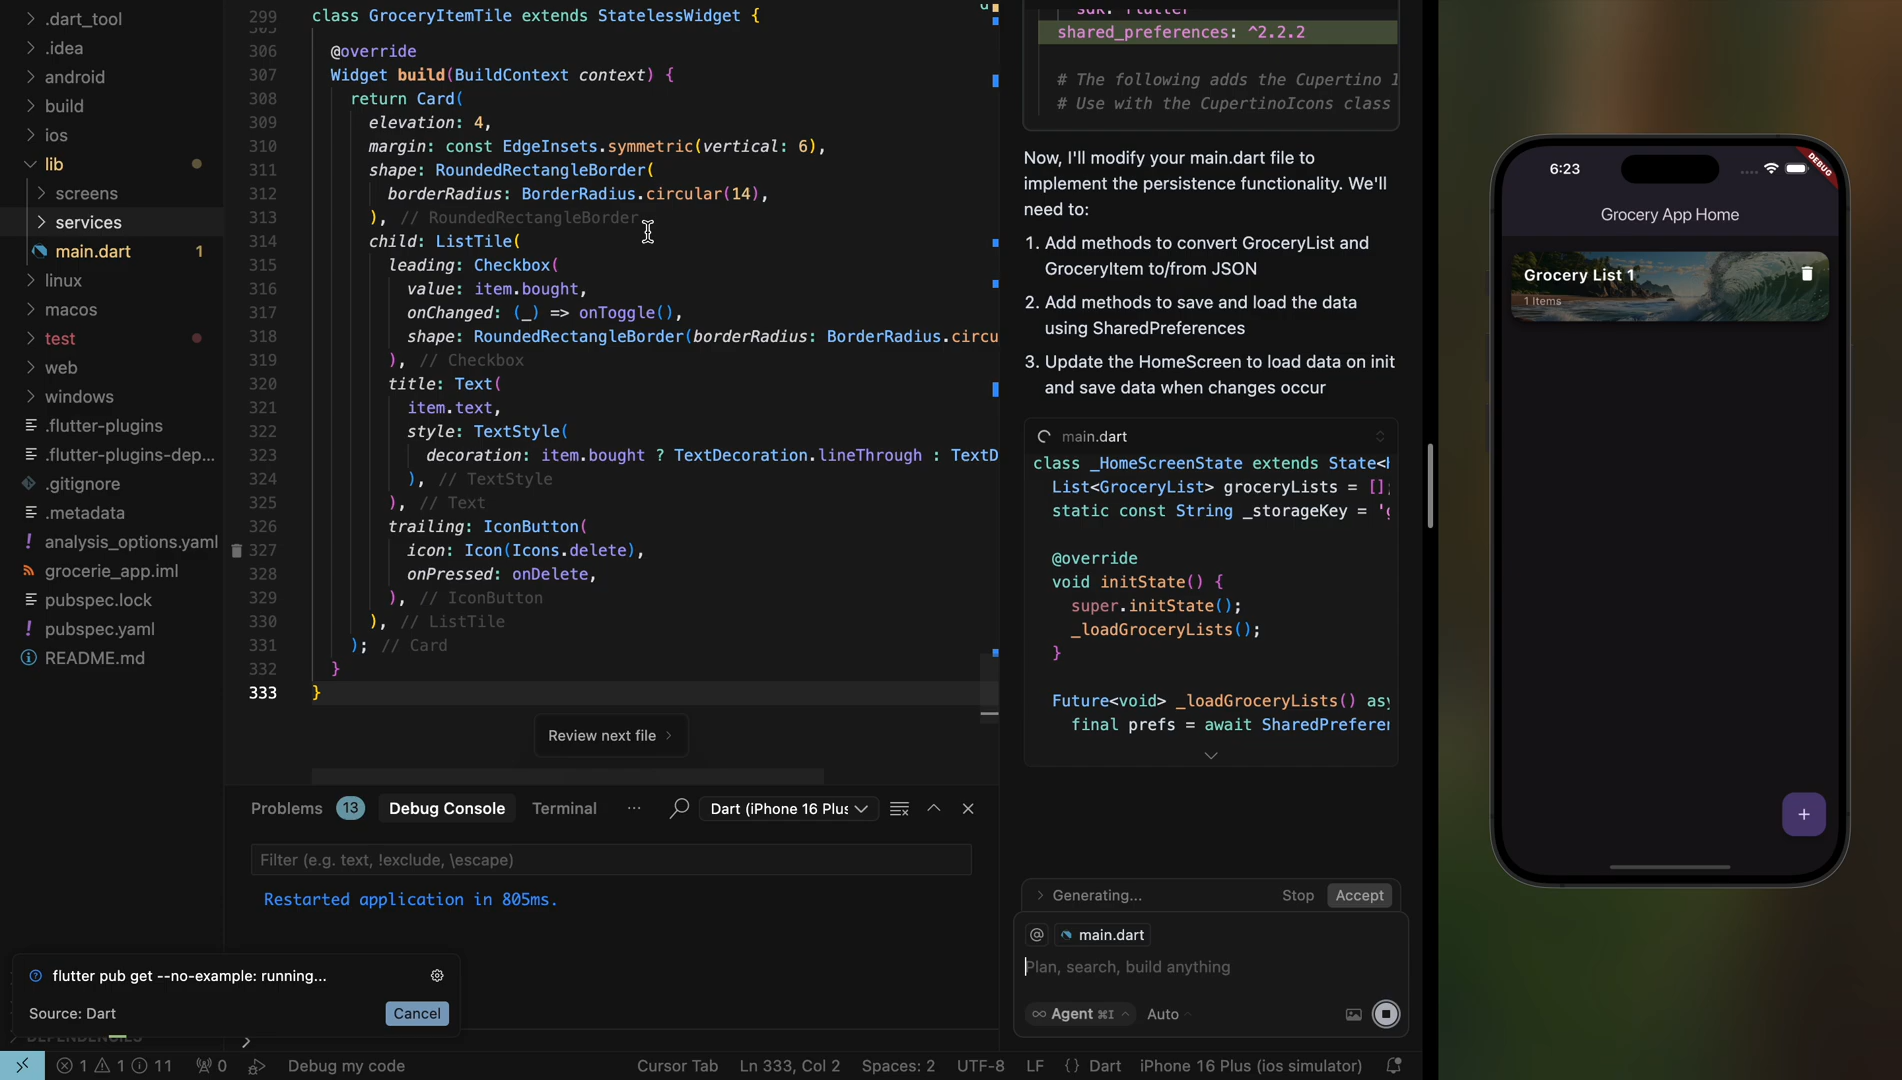 .dart_tool
.idea
android
build
ios
lib
screens
services
main.dart 1
linux
macos
test
web
windows
.flutter-plugins
.flutter-plugins-dep...
.gitignore
.metadata
! analysis_options.yaml
grocerie_app.iml
pubspec.lock
! pubspec.yaml
README.md
299 class GroceryItemTile extends StatelessWidget {
306 @override
307 Widget build(BuildContext context) {
308 return Card(
309 elevation: 4,
310 margin: const EdgeInsets.symmetric(vertical: 6),
311 shape: RoundedRectangleBorder(
312 borderRadius: BorderRadius.circular(14),
313 ), // RoundedRectangleBorder
314 child: ListTile(
315 leading: Checkbox(
316 value: item.bought,
317 onChanged: (_) => onToggle(),
318 shape: RoundedRectangleBorder(borderRadius: BorderRadius.circu
319 ), // Checkbox
320 title: Text(
321 item.text,
322 style: TextStyle(
323 decoration: item.bought ? TextDecoration.lineThrough : TextD
324 ), // TextStyle
325 ), // Text
326 trailing: IconButton(
327 icon: Icon(Icons.delete),
328 onPressed: onDelete,
329 ), // IconButton
330 ), // ListTile
331 ); // Card
332 }
333 }
Review next file
Problems 13 Debug Console Terminal ... Dart (iPhone 16 Plus
Filter (e.g. text, !exclude, \escape)
Restarted application in 805ms.
flutter pub get --no-example: running...
Source: Dart Cancel
sdk: flutter
shared_preferences: ^2.2.2
# The following adds the Cupertino I
# Use with the CupertinoIcons class
Now, I'll modify your main.dart file to
implement the persistence functionality. We'll
need to:
1. Add methods to convert GroceryList and
GroceryItem to/from JSON
2. Add methods to save and load the data
using SharedPreferences
3. Update the HomeScreen to load data on init
and save data when changes occur
main.dart
class _HomeScreenState extends State<H
List<GroceryList> groceryLists = [];
static const String _storageKey = 'g
@override
void initState() {
super.initState();
_loadGroceryLists();
}
Future<void> _loadGroceryLists() asy
final prefs = await SharedPreferen
Generating... Stop Accept
@ main.dart
Plan, search, build anything
∞ Agent ⌘I Auto
6:23
DEBUG
Grocery App Home
Grocery List 1
1 Items
+
1 1 11 0 Debug my code Cursor Tab Ln 333, Col 2 Spaces: 2 UTF-8 LF {} Dart iPhone 16 Plus (ios simulator)